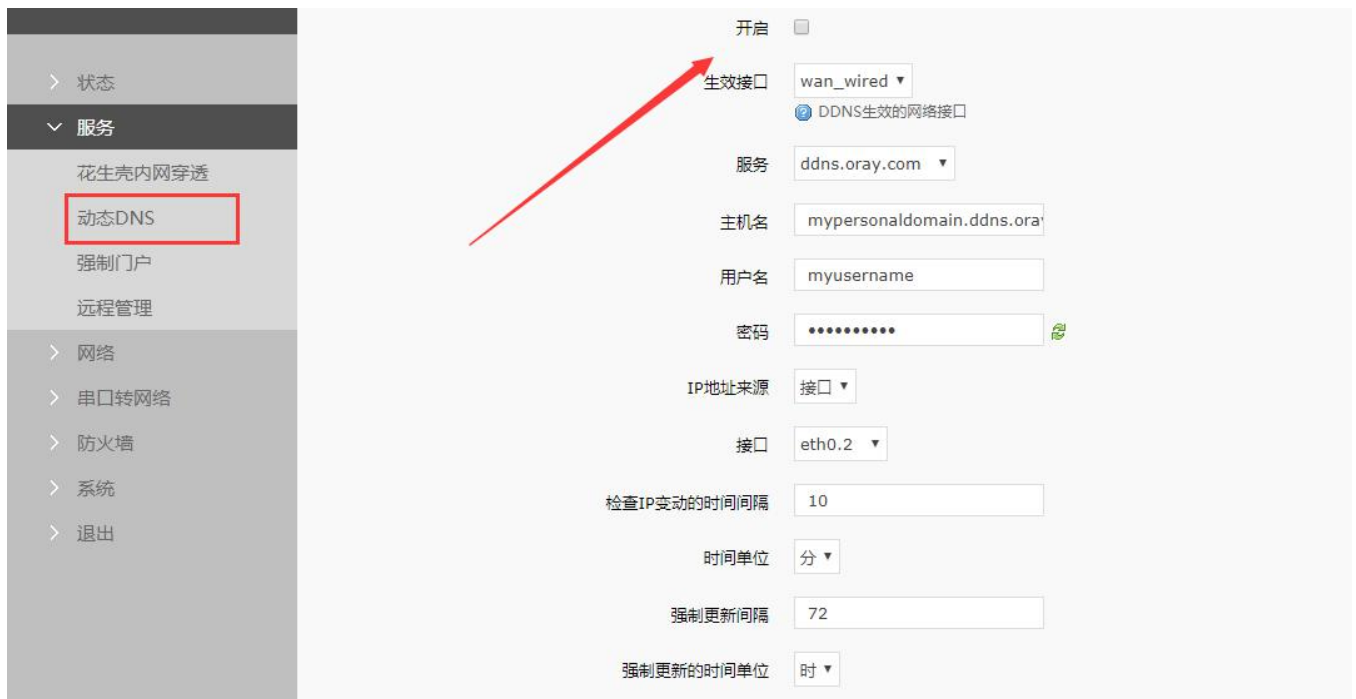 状态
服务
花生壳内网穿透
动态DNS
强制门户
远程管理
网络
串口转网络
防火墙
系统
退出
开启
生效接口 wan_wired
DDNS生效的网络接口
服务 ddns.oray.com
主机名 mypersonaldomain.ddns.ora
用户名 myusername
密码 ••••••••••
IP地址来源 接口
接口 eth0.2
检查IP变动的时间间隔 10
时间单位 分
强制更新间隔 72
强制更新的时间单位 时